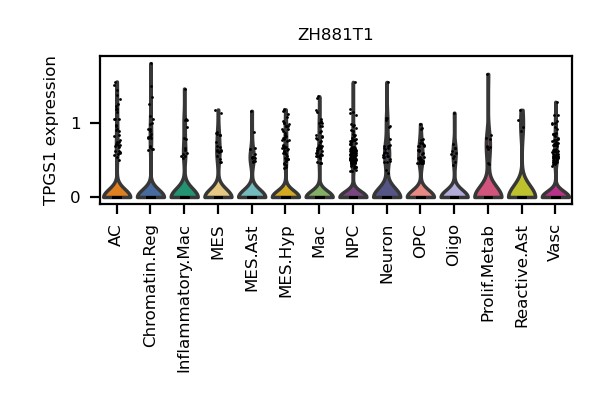 ZH881T1
TPGS1 expression
1
0
AC
Chromatin.Reg
Inflammatory.Mac
MES
MES.Ast
MES.Hyp
Mac
NPC
Neuron
OPC
Oligo
Prolif.Metab
Reactive.Ast
Vasc